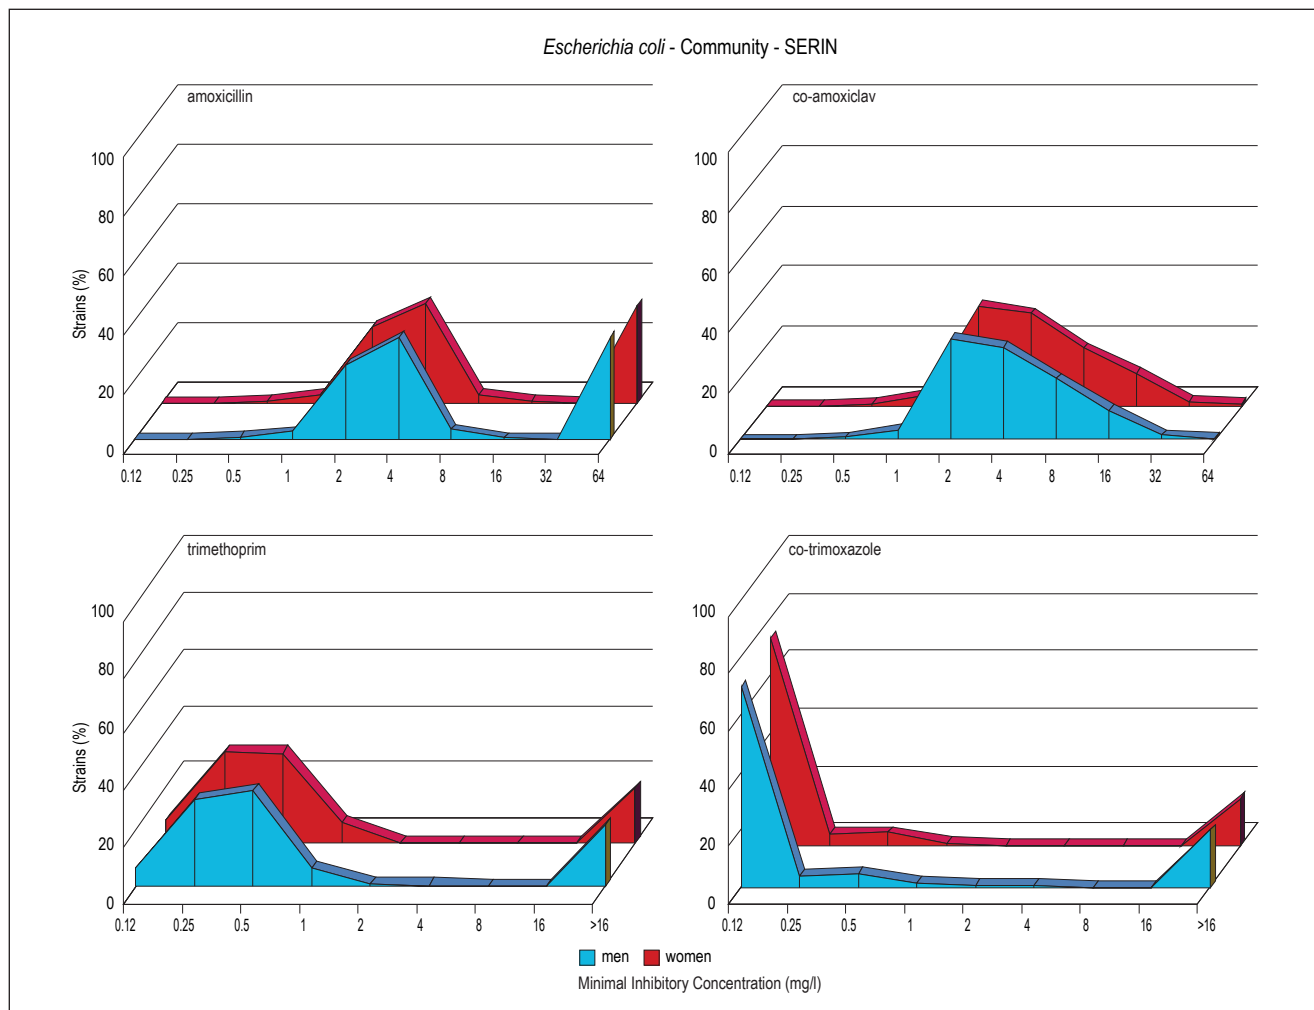 Escherichia coli - Community - SERIN
amoxicillin
co-amoxiclav
100
80
60
40
20
0
Strains (%)
0.12 0.25 0.5 1 2 4 8 16 32 64
100
80
60
40
20
0
0.12 0.25 0.5 1 2 4 8 16 32 64
trimethoprim
co-trimoxazole
100
80
60
40
20
0
Strains (%)
0.12 0.25 0.5 1 2 4 8 16 >16
100
80
60
40
20
0
0.12 0.25 0.5 1 2 4 8 16 >16
men women
Minimal Inhibitory Concentration (mg/l)